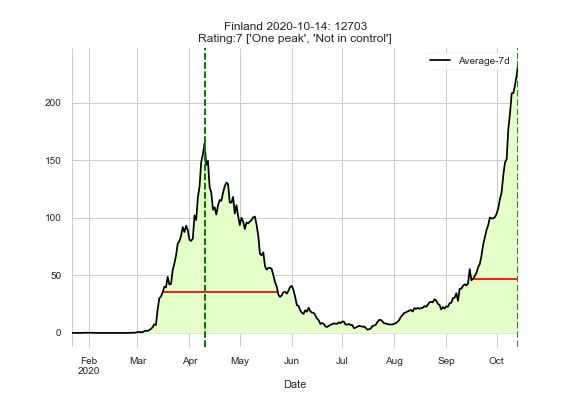 Finland 2020-10-14: 12703
Rating:7 ['One peak', 'Not in control']
Average-7d
200
150
100
50
0
Feb Mar Apr May Jun Jul Aug Sep Oct
2020
Date